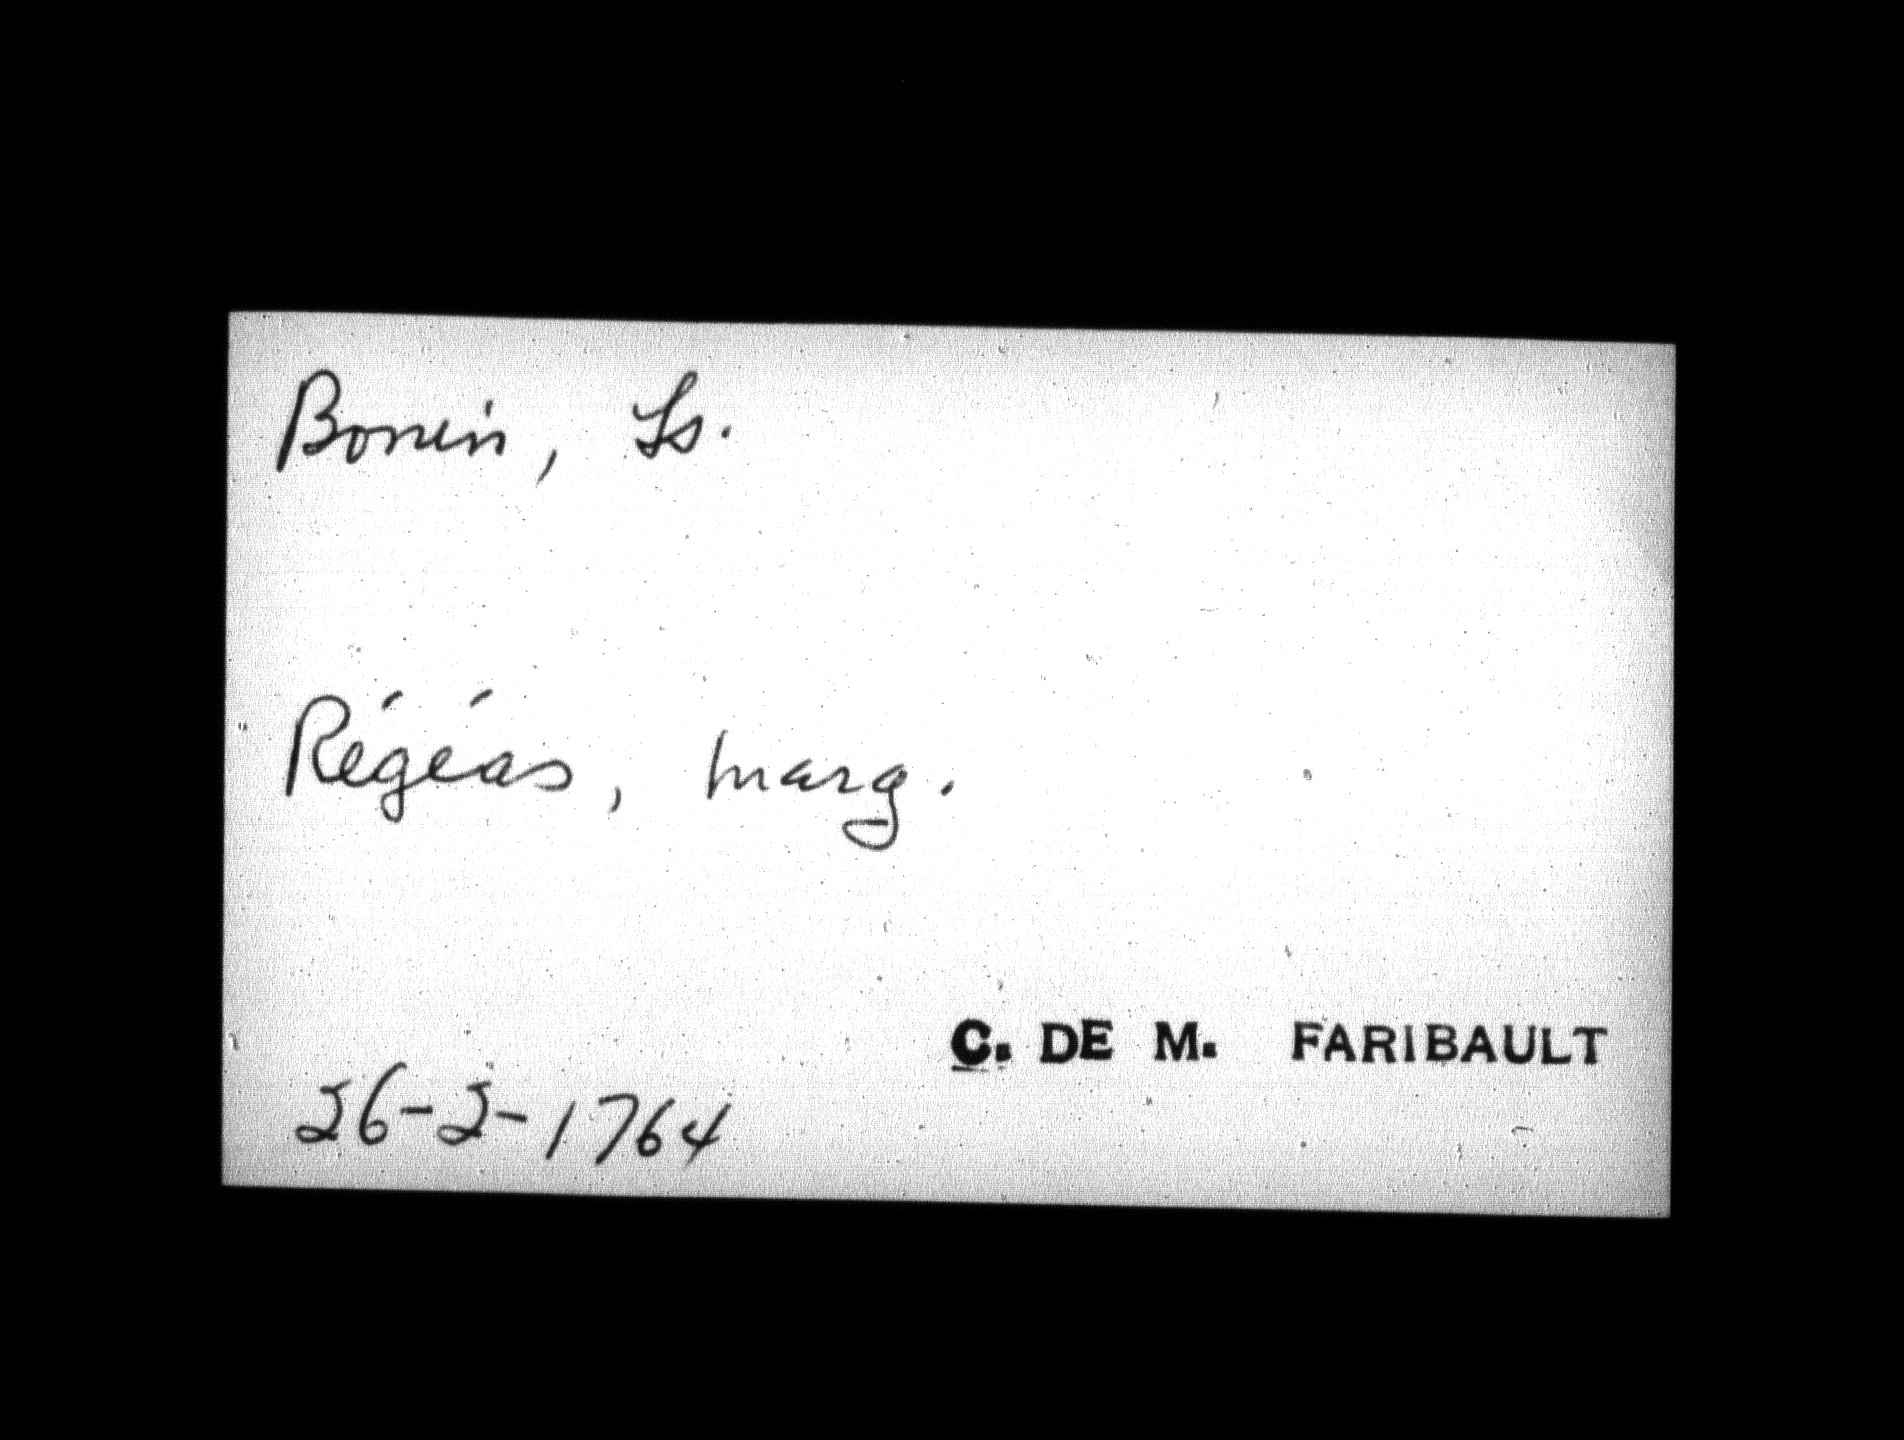 Bonin, Ls.
Régéas, Marg.
C. DE M. FARIBAULT
26-2-1764